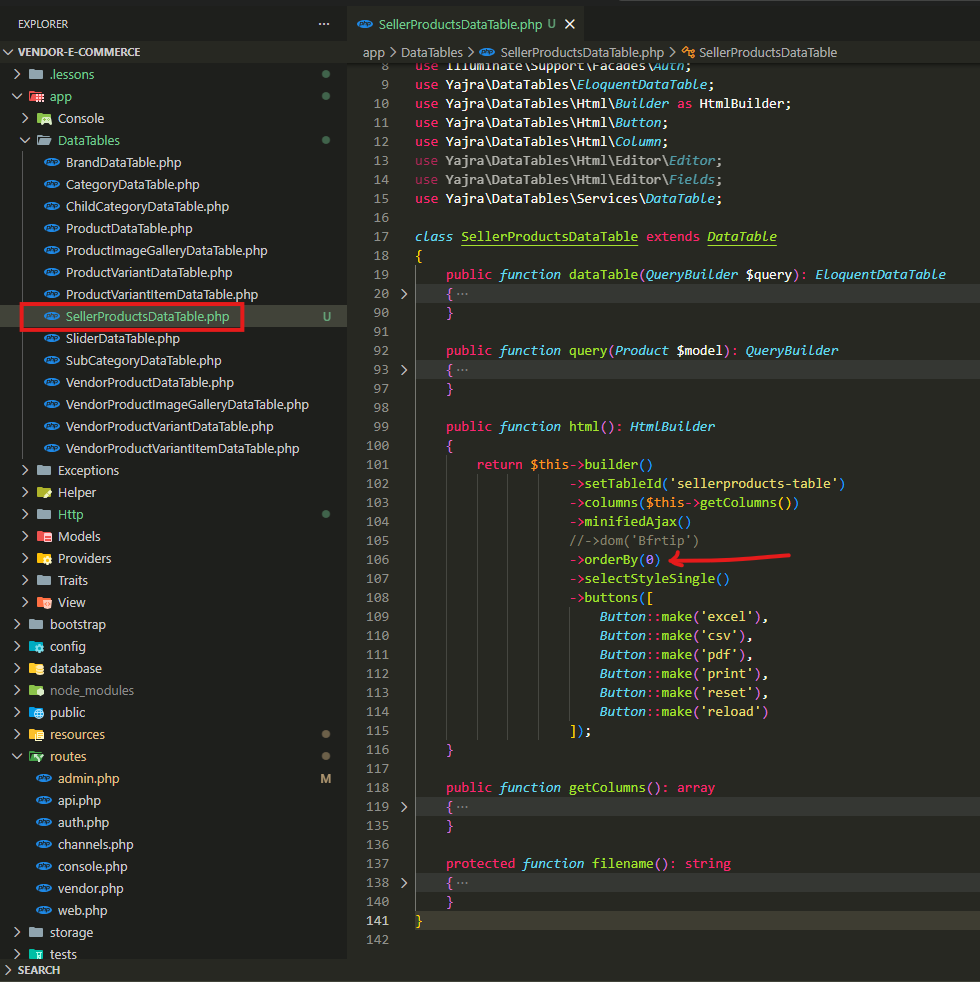 EXPLORER
···
VENDOR-E-COMMERCE
.lessons
app
Console
DataTables
BrandDataTable.php
CategoryDataTable.php
ChildCategoryDataTable.php
ProductDataTable.php
ProductImageGalleryDataTable.php
ProductVariantDataTable.php
ProductVariantItemDataTable.php
SellerProductsDataTable.php U
SliderDataTable.php
SubCategoryDataTable.php
VendorProductDataTable.php
VendorProductImageGalleryDataTable.php
VendorProductVariantDataTable.php
VendorProductVariantItemDataTable.php
Exceptions
Helper
Http
Models
Providers
Traits
View
bootstrap
config
database
node_modules
public
resources
routes
admin.php M
api.php
auth.php
channels.php
console.php
vendor.php
web.php
storage
tests
SEARCH
SellerProductsDataTable.php U
app > DataTables > SellerProductsDataTable.php > SellerProductsDataTable
8 use Illuminate\Support\Facades\Auth;
9 use Yajra\DataTables\EloquentDataTable;
10 use Yajra\DataTables\Html\Builder as HtmlBuilder;
11 use Yajra\DataTables\Html\Button;
12 use Yajra\DataTables\Html\Column;
13 use Yajra\DataTables\Html\Editor\Editor;
14 use Yajra\DataTables\Html\Editor\Fields;
15 use Yajra\DataTables\Services\DataTable;
16
17 class SellerProductsDataTable extends DataTable
18 {
19 public function dataTable(QueryBuilder $query): EloquentDataTable
20 { ···
90 }
91
92 public function query(Product $model): QueryBuilder
93 { ···
97 }
98
99 public function html(): HtmlBuilder
100 {
101 return $this->builder()
102 ->setTableId('sellerproducts-table')
103 ->columns($this->getColumns())
104 ->minifiedAjax()
105 //->dom('Bfrtip')
106 ->orderBy(0)
107 ->selectStyleSingle()
108 ->buttons([
109 Button::make('excel'),
110 Button::make('csv'),
111 Button::make('pdf'),
112 Button::make('print'),
113 Button::make('reset'),
114 Button::make('reload')
115 ]);
116 }
117
118 public function getColumns(): array
119 { ···
135 }
136
137 protected function filename(): string
138 { ···
140 }
141 }
142